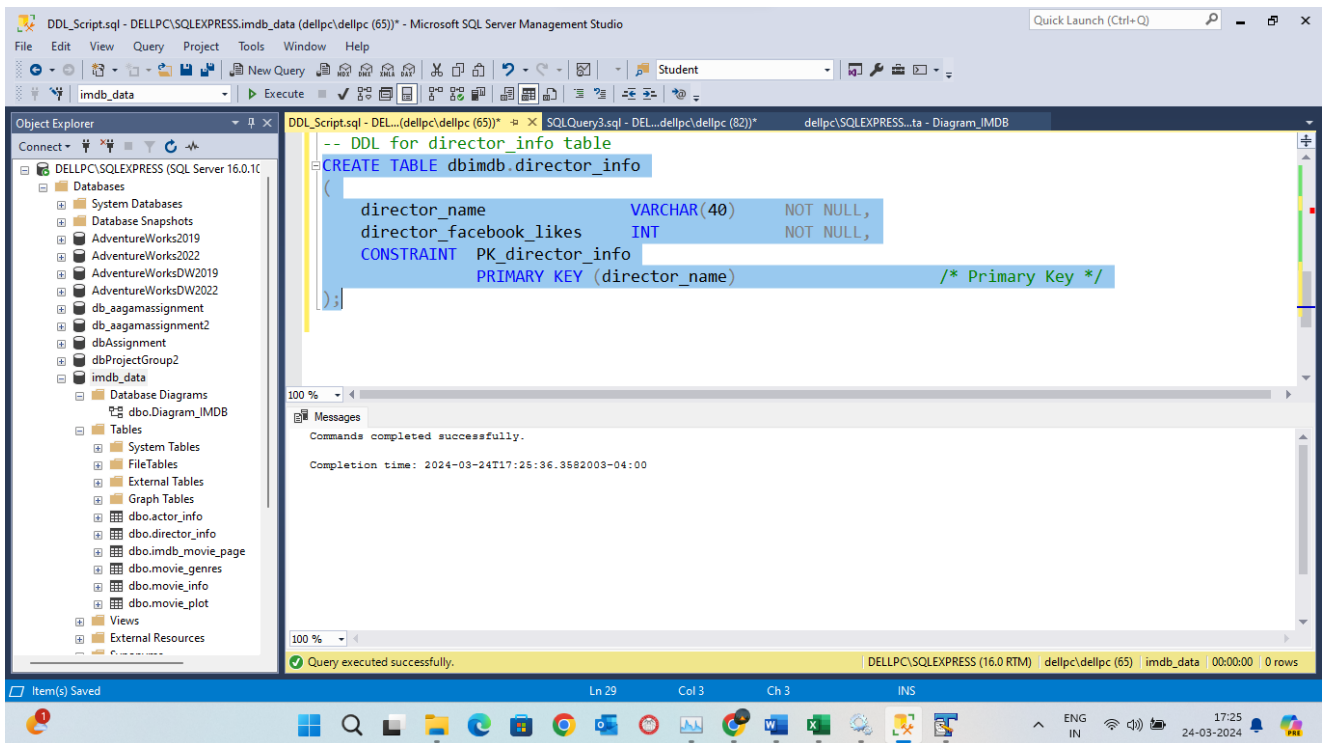 DDL_Script.sql - DELLPC\SQLEXPRESS.imdb_data (dellpc\dellpc (65))* - Microsoft SQL Server Management Studio
Quick Launch (Ctrl+Q)
File Edit View Query Project Tools Window Help
New Query
Student
imdb_data
Execute
Object Explorer
Connect
DELLPC\SQLEXPRESS (SQL Server 16.0.10
Databases
System Databases
Database Snapshots
AdventureWorks2019
AdventureWorks2022
AdventureWorksDW2019
AdventureWorksDW2022
db_aagamassignment
db_aagamassignment2
dbAssignment
dbProjectGroup2
imdb_data
Database Diagrams
dbo.Diagram_IMDB
Tables
System Tables
FileTables
External Tables
Graph Tables
dbo.actor_info
dbo.director_info
dbo.imdb_movie_page
dbo.movie_genres
dbo.movie_info
dbo.movie_plot
Views
External Resources
DDL_Script.sql - DEL...(dellpc\dellpc (65))* SQLQuery3.sql - DEL...dellpc\dellpc (82))* dellpc\SQLEXPRESS...ta - Diagram_IMDB
-- DDL for director_info table
CREATE TABLE dbimdb.director_info
(
director_name VARCHAR(40) NOT NULL,
director_facebook_likes INT NOT NULL,
CONSTRAINT PK_director_info
PRIMARY KEY (director_name) /* Primary Key */
);
100 %
Messages
Commands completed successfully.
Completion time: 2024-03-24T17:25:36.3582003-04:00
100 %
Query executed successfully. DELLPC\SQLEXPRESS (16.0 RTM) dellpc\dellpc (65) imdb_data 00:00:00 0 rows
Item(s) Saved Ln 29 Col 3 Ch 3 INS
1
ENG
IN
17:25
24-03-2024
PRE